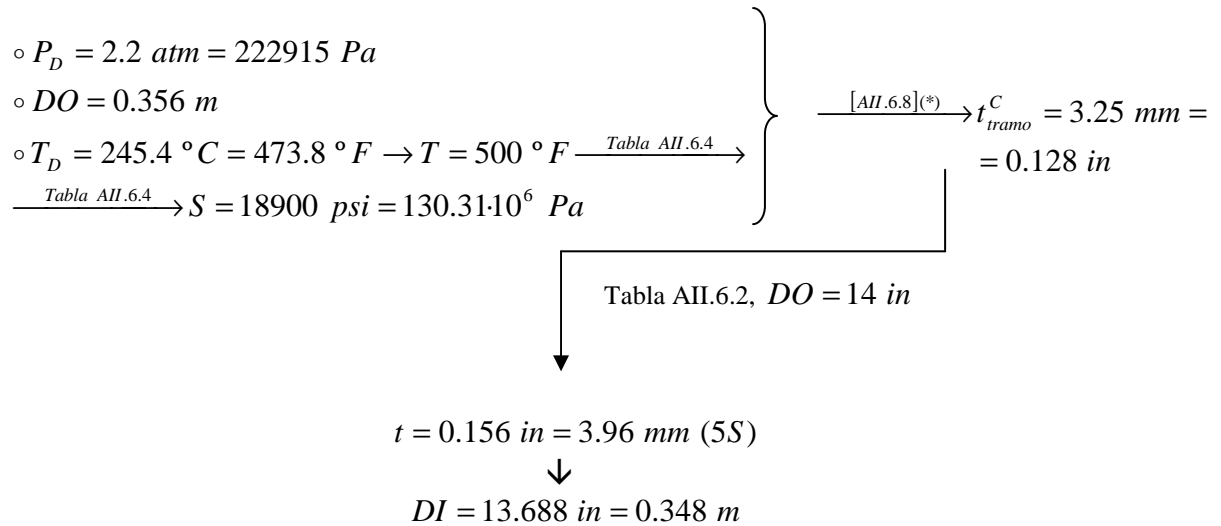 ∘ P_D = 2.2 atm = 222915 Pa
∘ DO = 0.356 m
∘ T_D = 245.4 ºC = 473.8 ºF → T = 500 ºF —Tabla AII.6.4→
—Tabla AII.6.4→ S = 18900 psi = 130.31·10^6 Pa
—[AII.6.8](*)→ t^C_tramo = 3.25 mm =
= 0.128 in
Tabla AII.6.2, DO = 14 in
t = 0.156 in = 3.96 mm (5S)
↓
DI = 13.688 in = 0.348 m